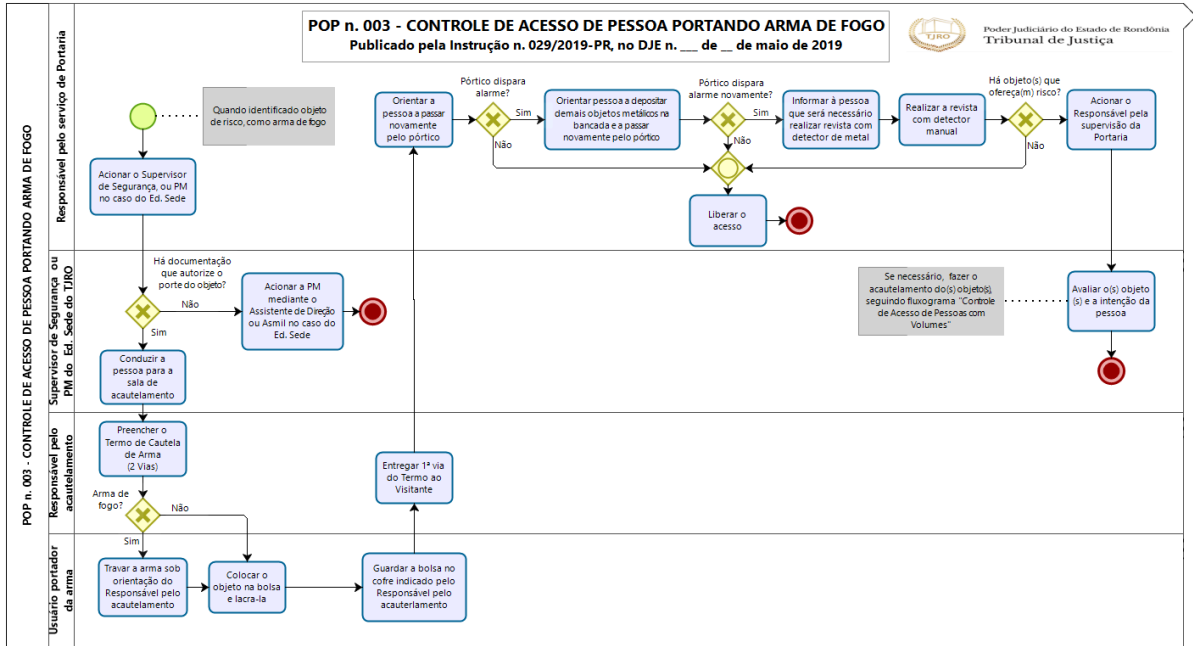 POP n. 003 - CONTROLE DE ACESSO DE PESSOA PORTANDO ARMA DE FOGO
Publicado pela Instrução n. 029/2019-PR, no DJE n. ___ de __ de maio de 2019
TJRO
Poder Judiciário do Estado de Rondônia
Tribunal de Justiça
POP n. 003 - CONTROLE DE ACESSO DE PESSOA PORTANDO ARMA DE FOGO
Responsável pelo serviço de Portaria
Quando identificado objeto
de risco, como arma de fogo
Acionar o Supervisor
de Segurança, ou PM
no caso do Ed. Sede
Orientar a
pessoa a passar
novamente
pelo pórtico
Pórtico dispara
alarme?
Sim
Não
Orientar pessoa a depositar
demais objetos metálicos na
bancada e a passar
novamente pelo pórtico
Pórtico dispara
alarme novamente?
Sim
Não
Informar à pessoa
que será necessário
realizar revista com
detector de metal
Realizar a revista
com detector
manual
Há objeto(s) que
ofereça(m) risco?
Sim
Não
Acionar o
Responsável pela
supervisão da
Portaria
Liberar o
acesso
Supervisor de Segurança ou
PM do Ed. Sede do TJRO
Há documentação
que autorize o
porte do objeto?
Não
Sim
Acionar a PM
mediante o
Assistente de Direção
ou Asmil no caso do
Ed. Sede
Conduzir a
pessoa para a
sala de
acautelamento
Se necessário, fazer o
acautelamento do(s) objeto(s),
seguindo fluxograma "Controle
de Acesso de Pessoas com
Volumes"
Avaliar o(s) objeto
(s) e a intenção da
pessoa
Responsável pelo
acautelamento
Preencher o
Termo de Cautela
de Arma
(2 Vias)
Arma de
fogo?
Não
Sim
Entregar 1ª via
do Termo ao
Visitante
Usuário portador
da arma
Travar a arma sob
orientação do
Responsável pelo
acautelamento
Colocar o
objeto na bolsa
e lacra-la
Guardar a bolsa no
cofre indicado pelo
Responsável pelo
acauterlamento